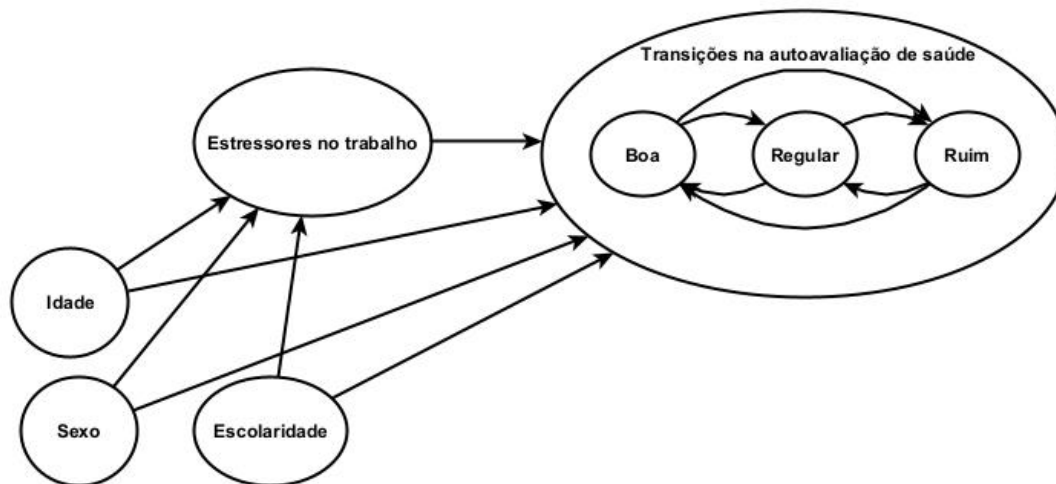 Transições na autoavaliação de saúde
Estressores no trabalho
Boa
Regular
Ruim
Idade
Sexo
Escolaridade